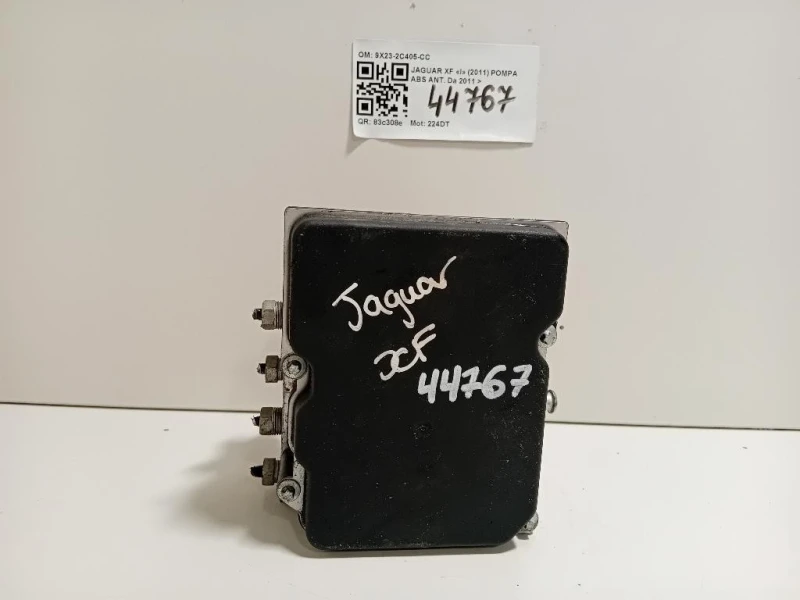 OM: 9X23-2C405-CC
JAGUAR XF «I» (2011) POMPA
ABS ANT. Da 2011 >
44767
QR: 83c308e Mot: 224DT
Jaguar
XF
44767